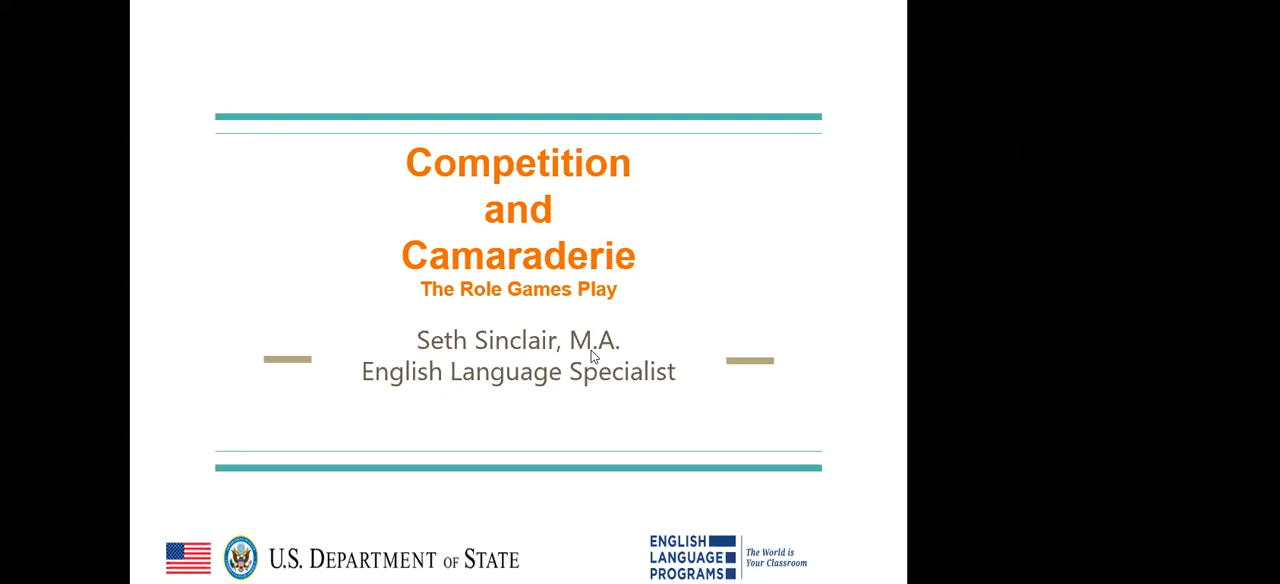 Competition
and
Camaraderie
The Role Games Play
Seth Sinclair, M.A.
English Language Specialist
U.S. DEPARTMENT OF STATE
ENGLISH
LANGUAGE
PROGRAMS
The World is
Your Classroom